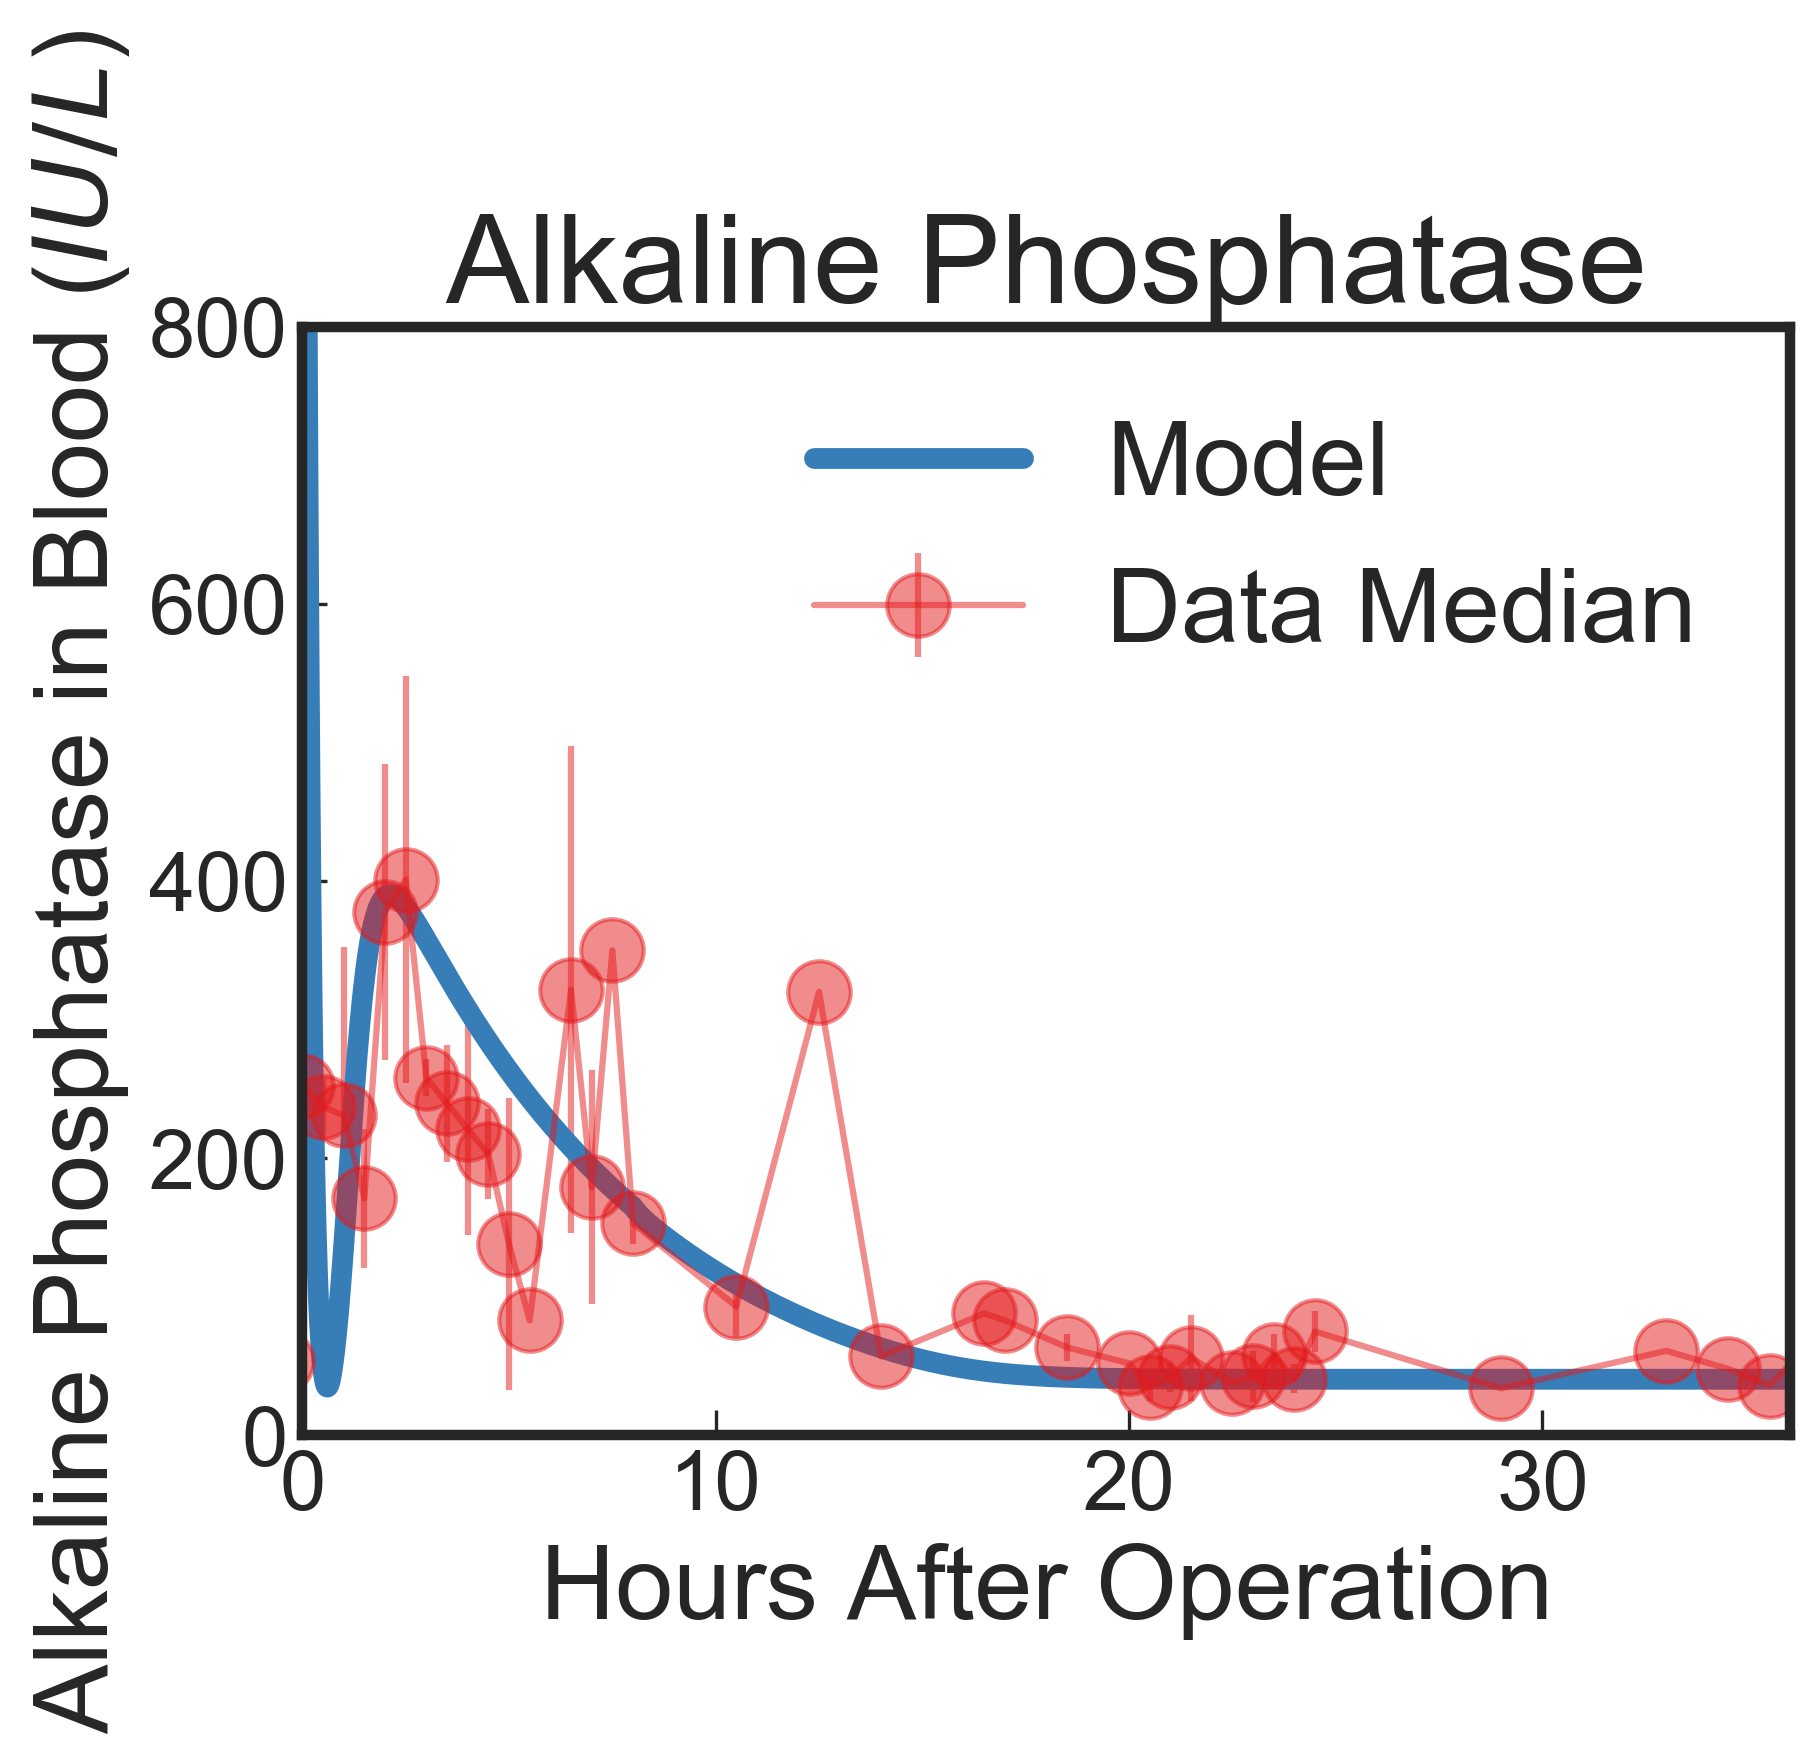 Alkaline Phosphatase
Alkaline Phosphatase in Blood (IU/L)
800
600
400
200
0
Model
Data Median
0 10 20 30
Hours After Operation